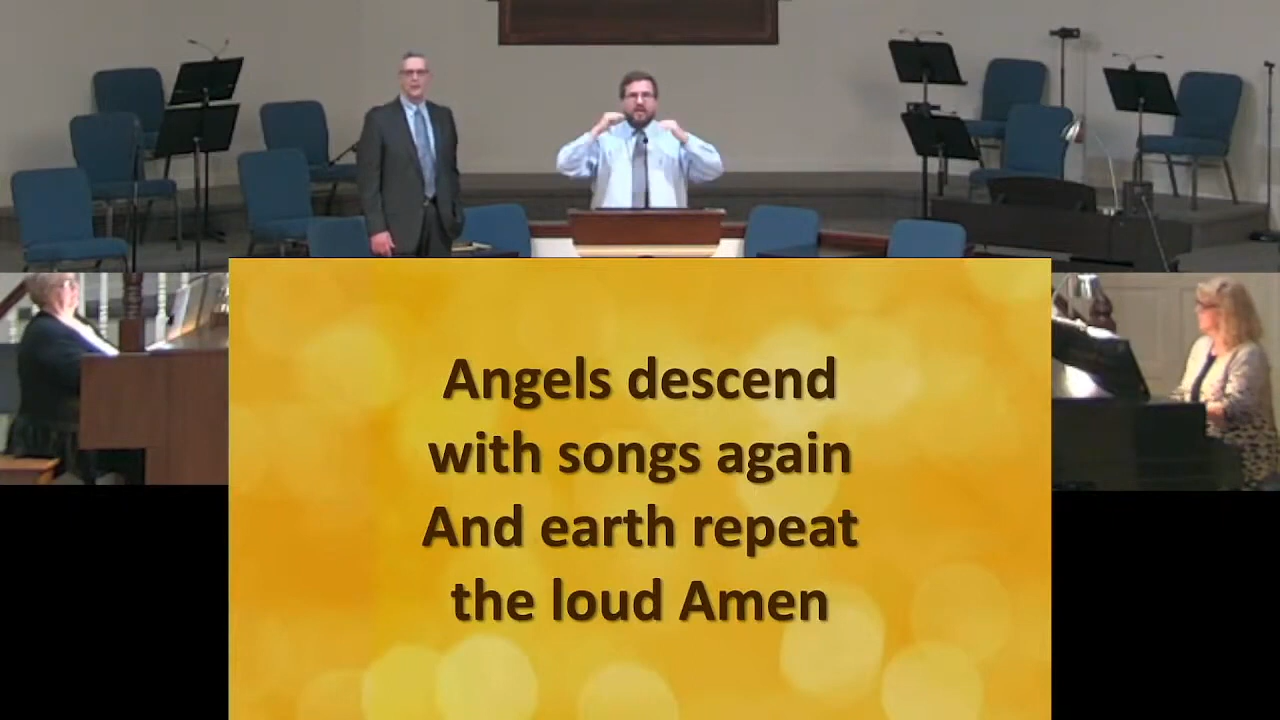 Angels descend
with songs again
And earth repeat
the loud Amen